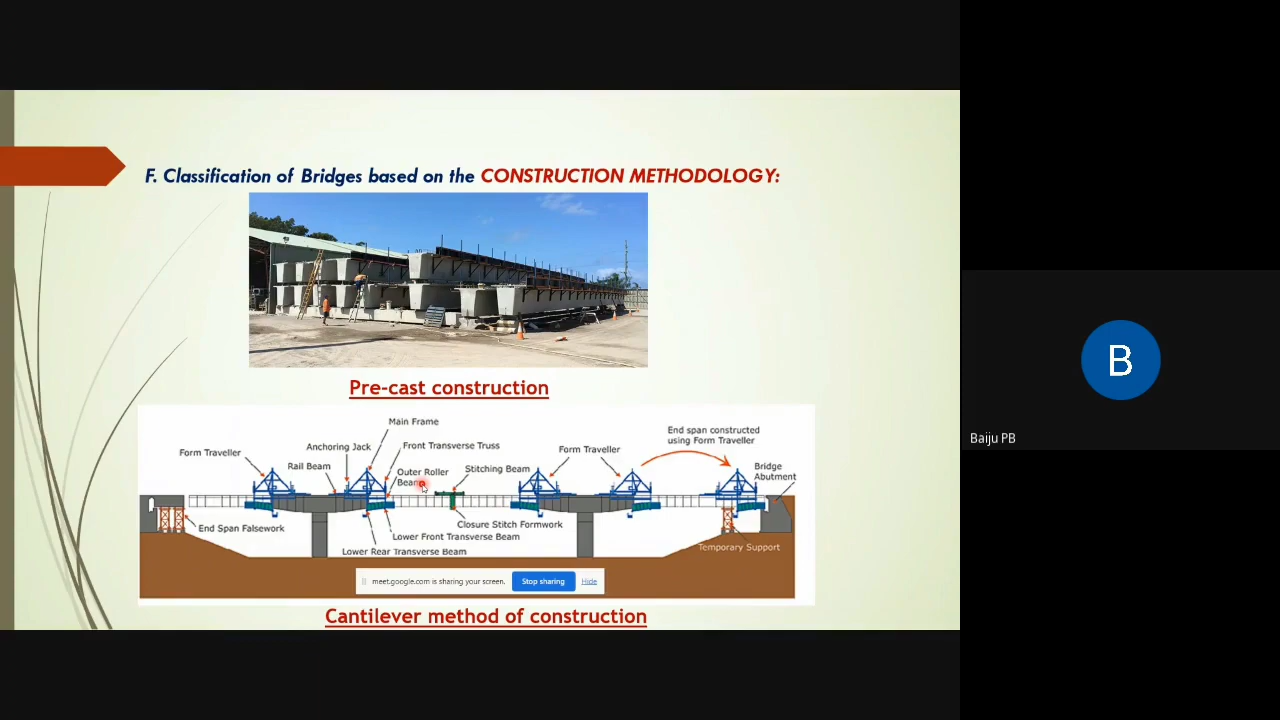 F. Classification of Bridges based on the CONSTRUCTION METHODOLOGY:
Pre-cast construction
Main Frame
Form Traveller
Anchoring Jack
Front Transverse Truss
Rail Beam
Outer Roller
Beam
Stitching Beam
Form Traveller
End span constructed
using Form Traveller
Bridge
Abutment
End Span Falsework
Closure Stitch Formwork
Lower Front Transverse Beam
Lower Rear Transverse Beam
Temporary Support
meet.google.com is sharing your screen.
Stop sharing
Hide
Cantilever method of construction
B
Baiju PB